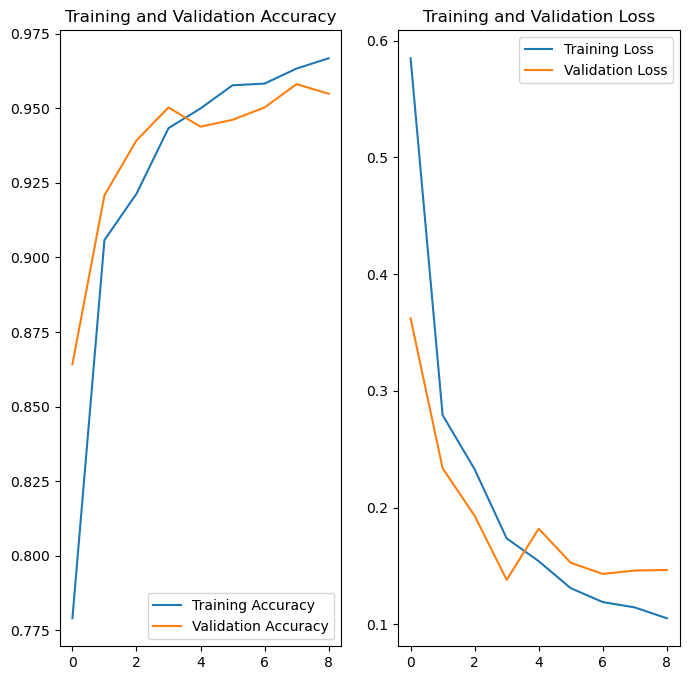 Training and Validation Accuracy
0.975
0.950
0.925
0.900
0.875
0.850
0.825
0.800
0.775
0 2 4 6 8
Training Accuracy
Validation Accuracy
Training and Validation Loss
0.6
0.5
0.4
0.3
0.2
0.1
0 2 4 6 8
Training Loss
Validation Loss